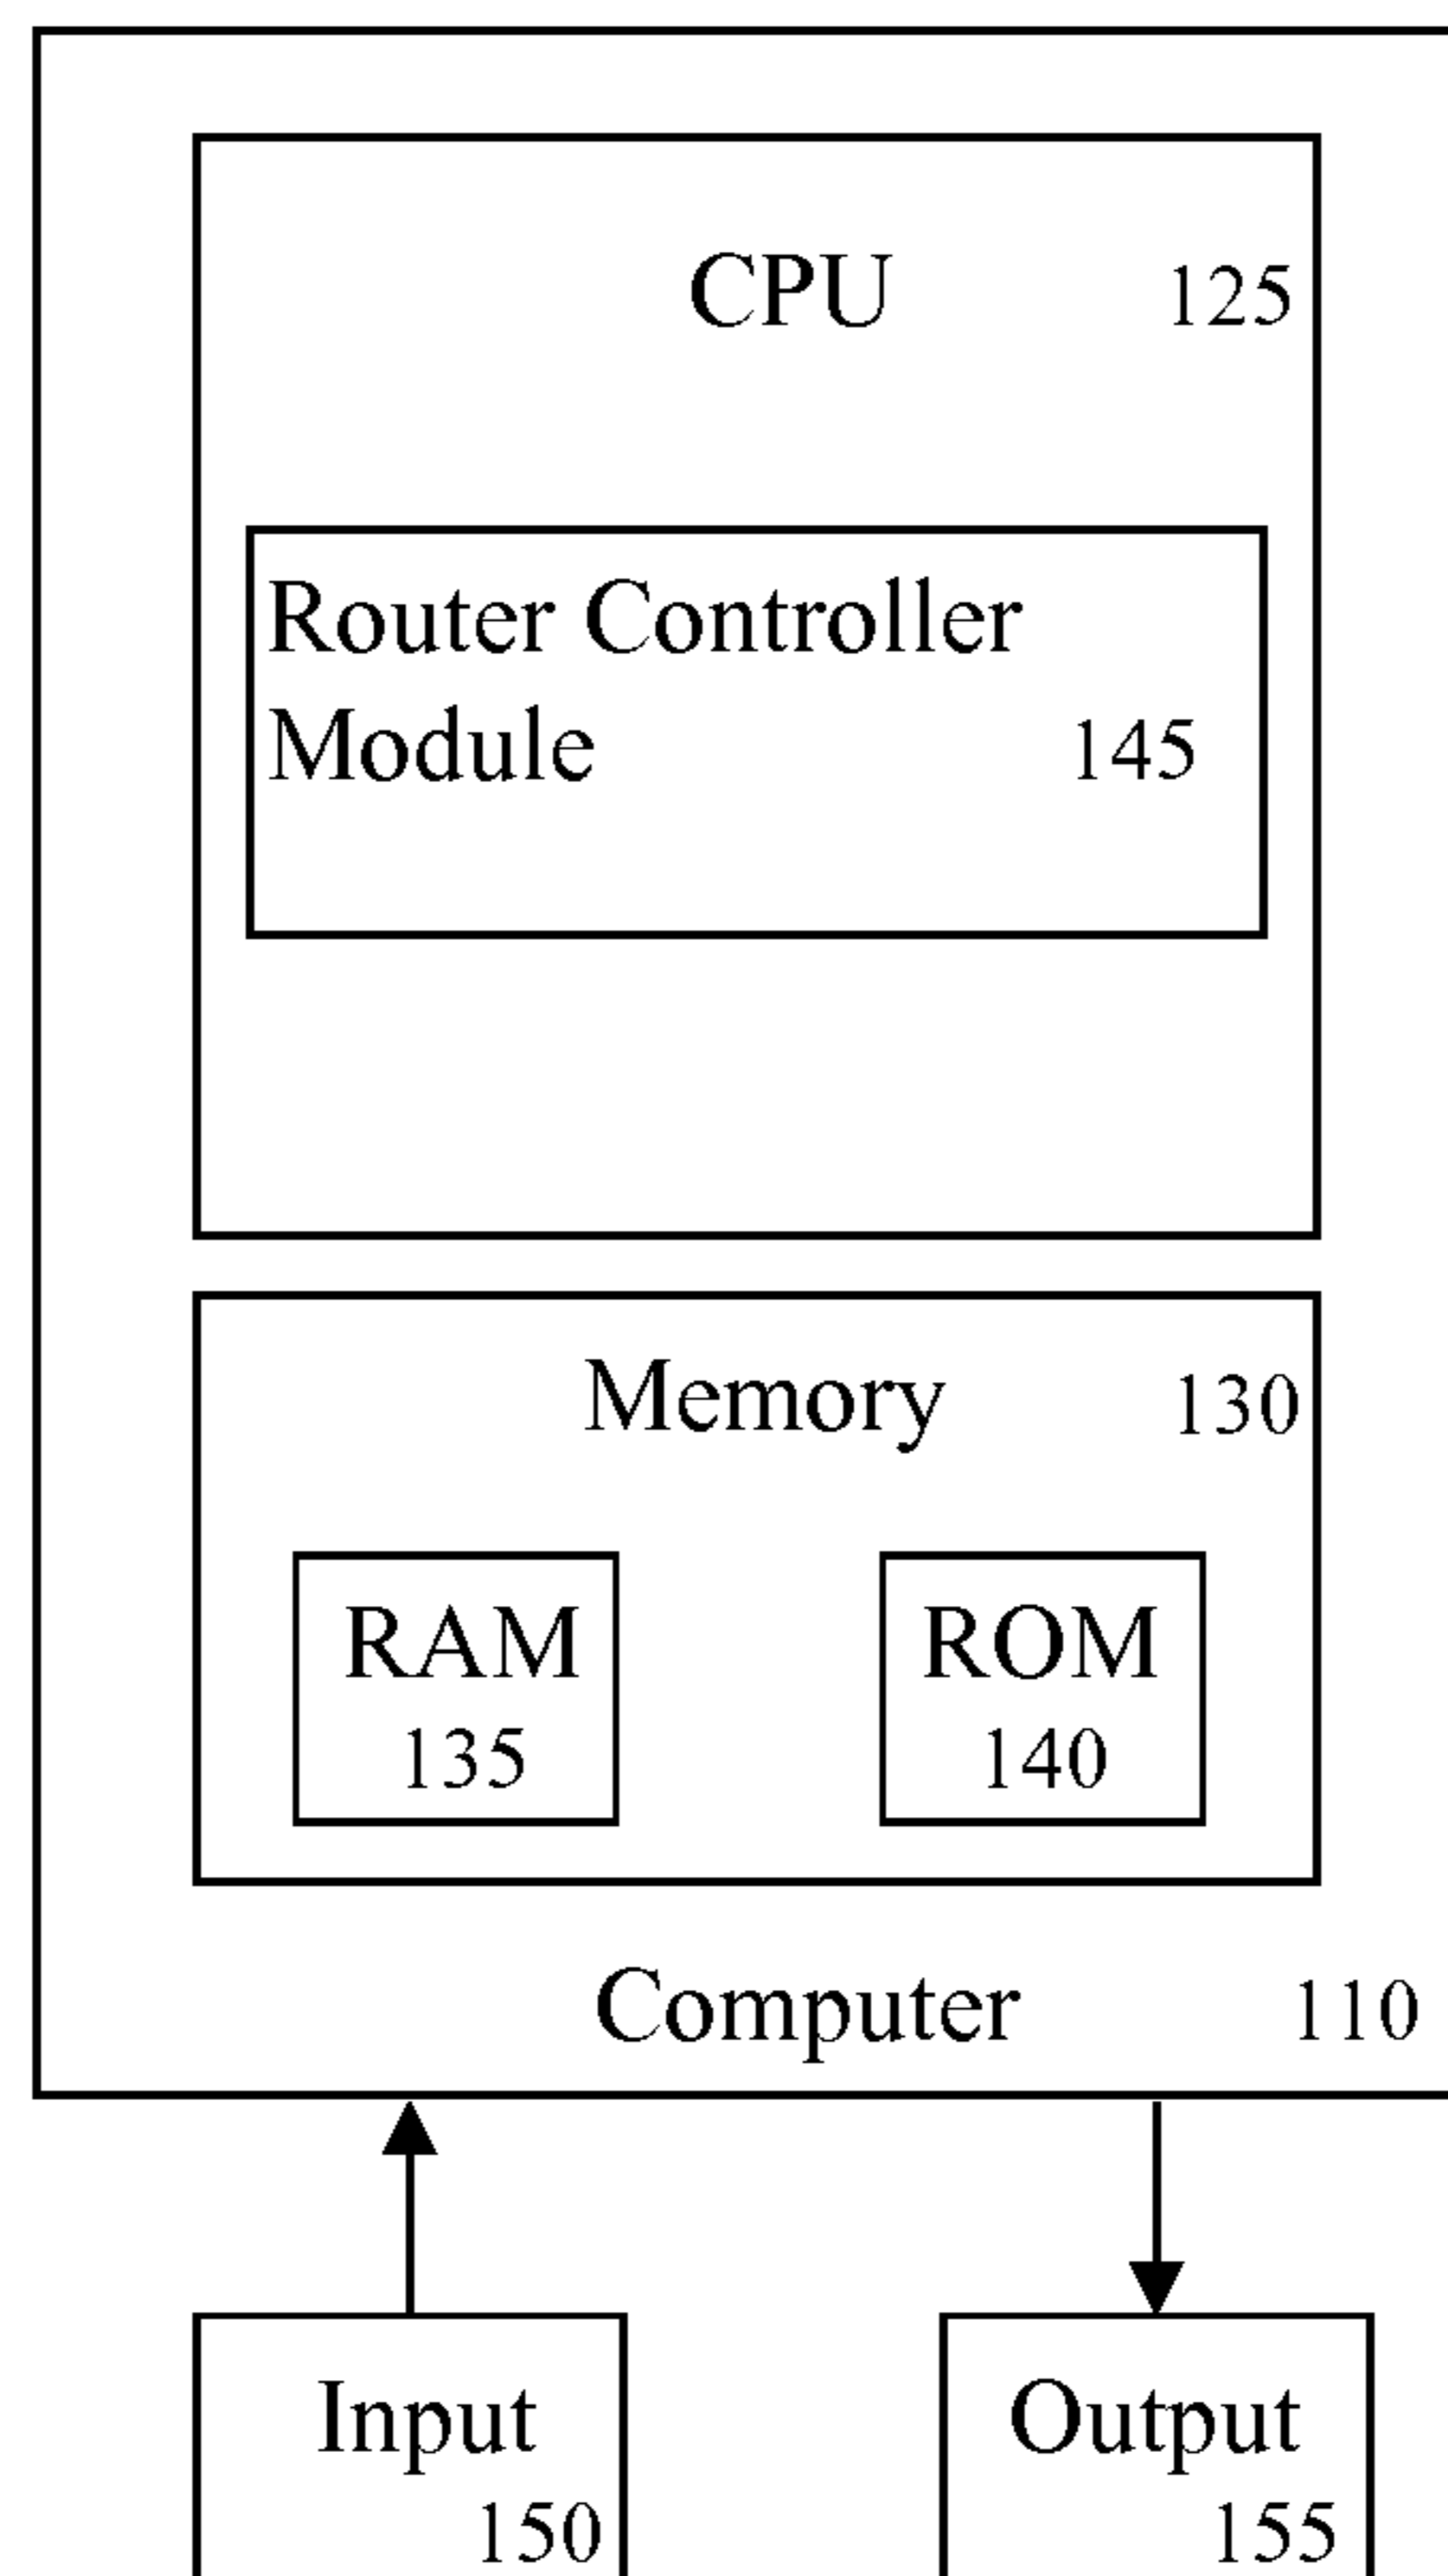 CPU 125
Router Controller
Module 145
Memory 130
RAM ROM
135 140
Computer 110
Input Output
150 155